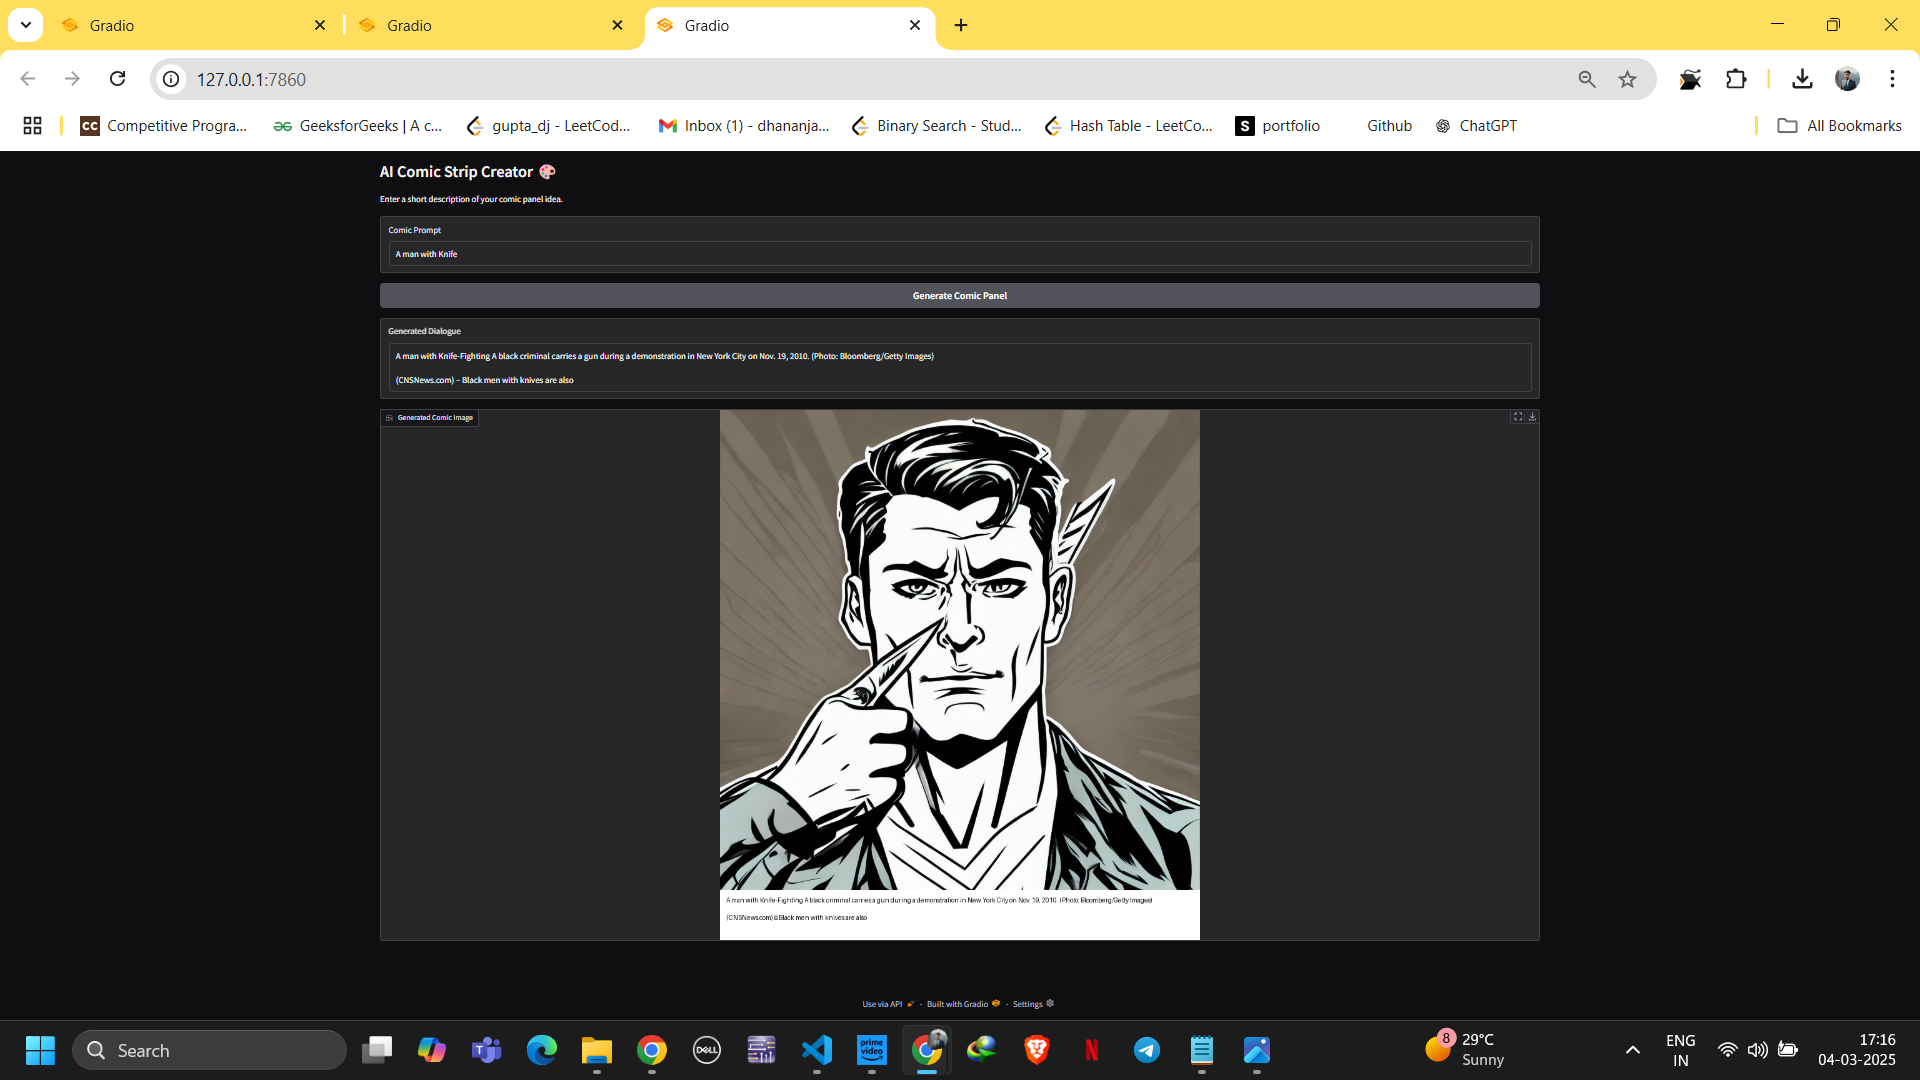 Gradio
Gradio
Gradio
127.0.0.1:7860
CC Competitive Progra...
GeeksforGeeks | A c...
gupta_dj - LeetCod...
Inbox (1) - dhananja...
Binary Search - Stud...
Hash Table - LeetCo...
S portfolio
Github
ChatGPT
All Bookmarks
AI Comic Strip Creator 🎨
Enter a short description of your comic panel idea.
Comic Prompt
A man with Knife
Generate Comic Panel
Generated Dialogue
A man with Knife-Fighting A black criminal carries a gun during a demonstration in New York City on Nov. 19, 2010. (Photo: Bloomberg/Getty Images)
(CNSNews.com) – Black men with knives are also
Generated Comic Image
A man with Knife-Fighting A black criminal carries a gun during a demonstration in New York City on Nov. 19, 2010. (Photo: Bloomberg/Getty Images)
(CNSNews.com) Black men with knives are also
Use via API · Built with Gradio · Settings
Search
DELL
prime video
N
8
29°C
Sunny
ENG
IN
17:16
04-03-2025